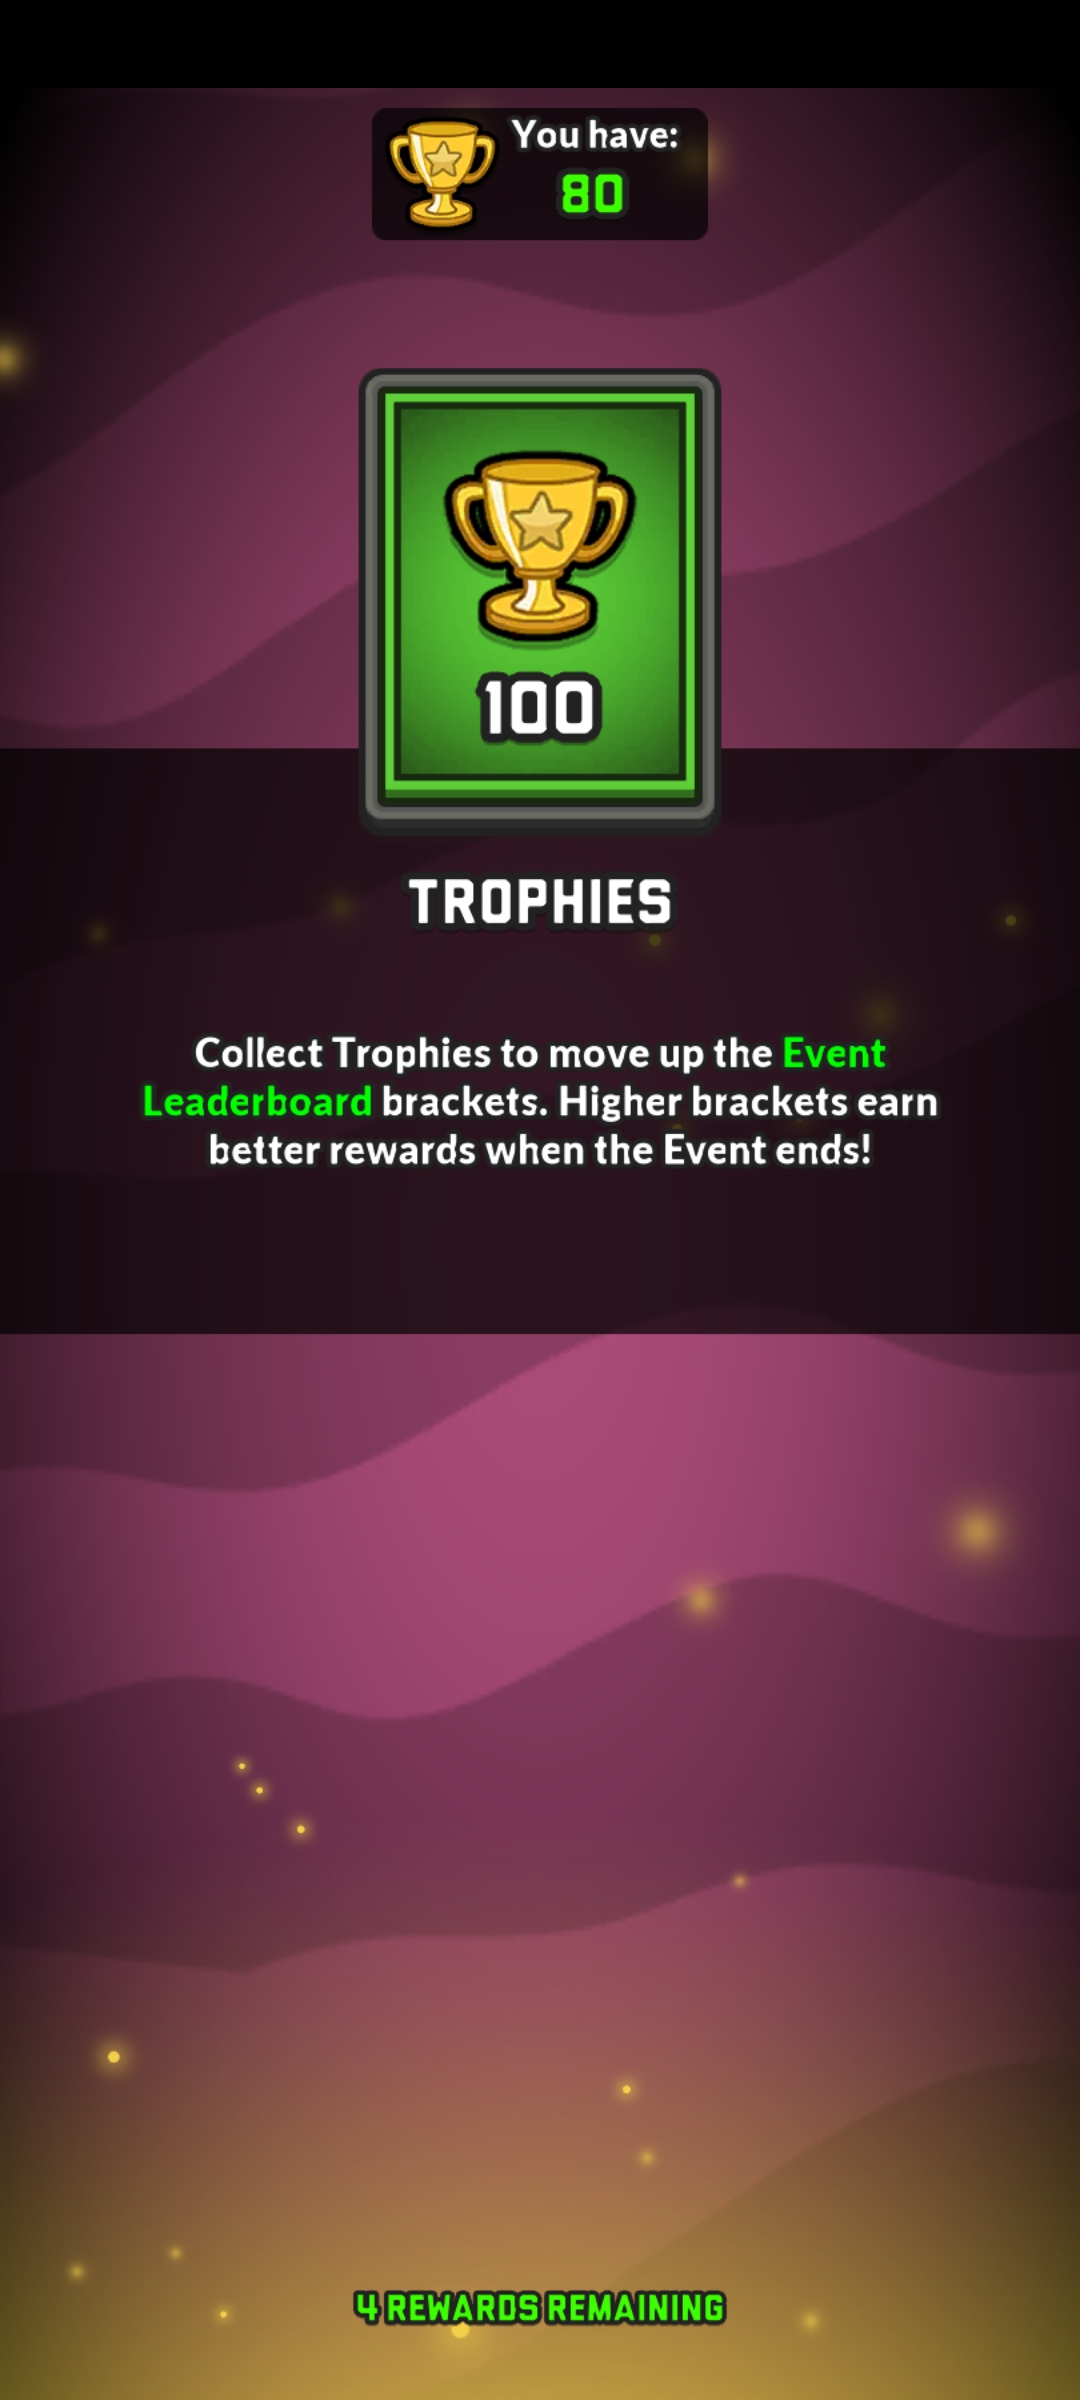 You have:
80
100
TROPHIES
Collect Trophies to move up the Event
Leaderboard brackets. Higher brackets earn
better rewards when the Event ends!
4 REWARDS REMAINING